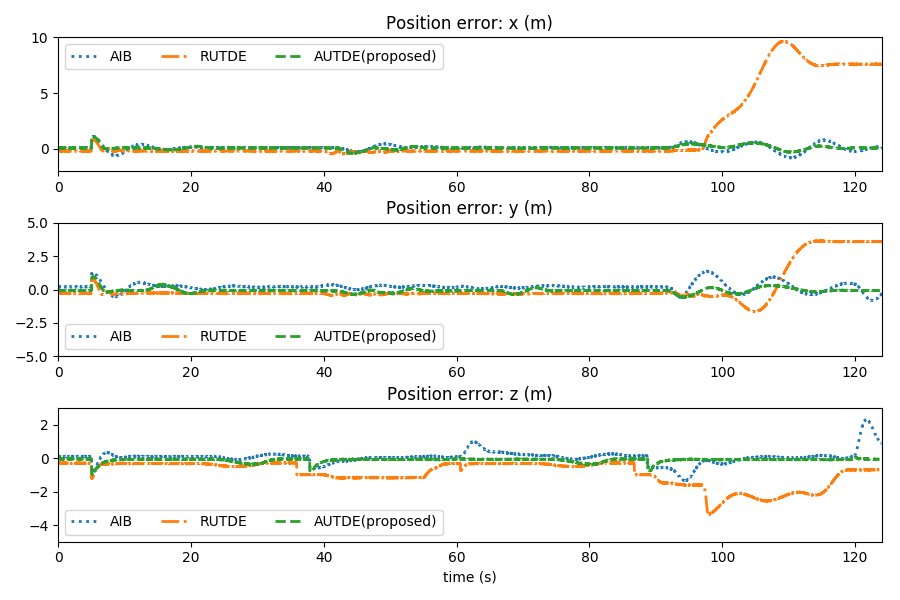 Position error: x (m)
10
5
0
AIB RUTDE AUTDE(proposed)
0 20 40 60 80 100 120
Position error: y (m)
5.0
2.5
0.0
−2.5
−5.0
AIB RUTDE AUTDE(proposed)
0 20 40 60 80 100 120
Position error: z (m)
2
0
−2
−4
AIB RUTDE AUTDE(proposed)
0 20 40 60 80 100 120
time (s)